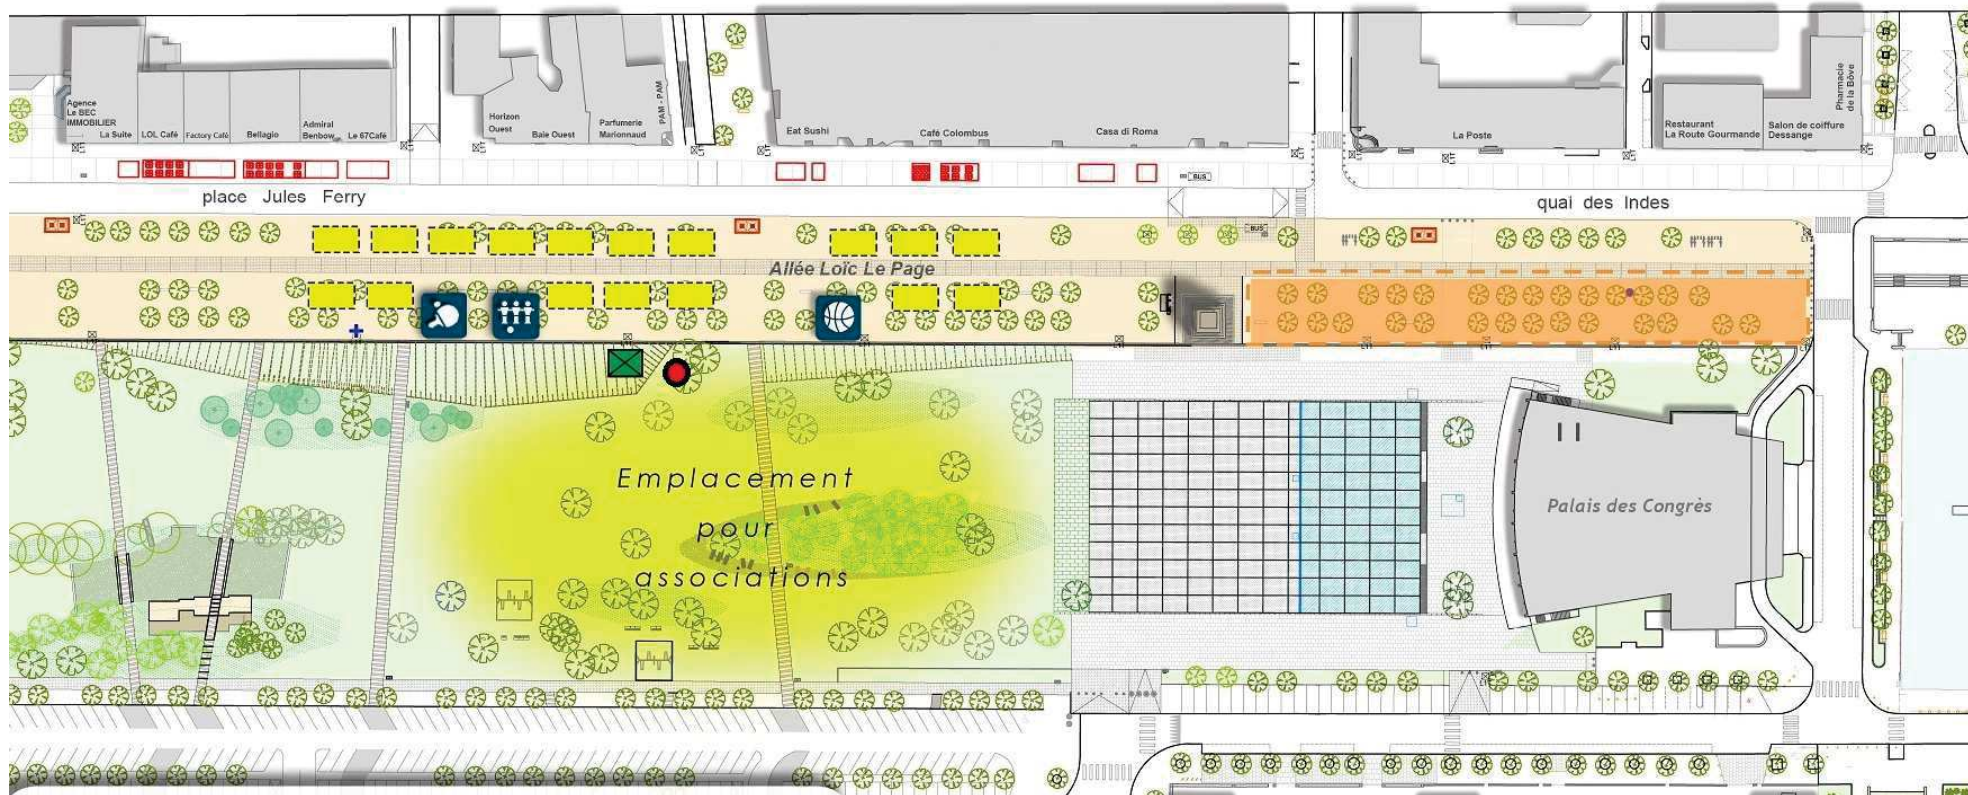 Agence
Le BEC
IMMOBILIER
La Suite
LOL Café
Factory Café
Bellagio
Admiral
Benbow
Le 67Café
Horizon
Ouest
Baie Ouest
Parfumerie
Marionnaud
PAM - PAM
Eat Sushi
Café Colombus
Casa di Roma
La Poste
Restaurant
La Route Gourmande
Salon de coiffure
Dessange
Pharmacie
de la Bôve
BUS
place Jules Ferry
quai des Indes
BUS
Allée Loïc Le Page
Emplacement
pour
associations
Palais des Congrès